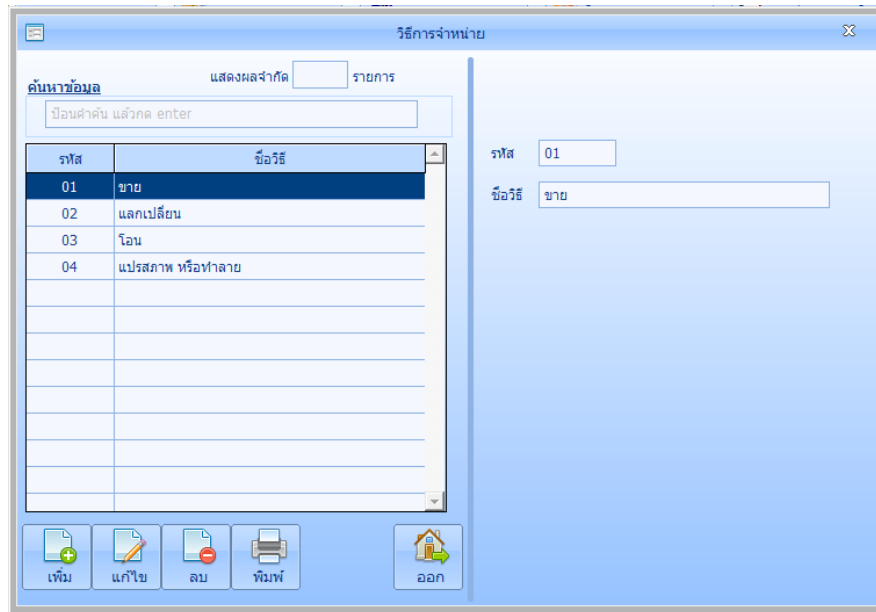 วิธีการจำหน่าย
แสดงผลจำกัด รายการ
ค้นหาข้อมูล
ป้อนคำค้น แล้วกด enter
รหัส ชื่อวิธี
01 ขาย
02 แลกเปลี่ยน
03 โอน
04 แปรสภาพ หรือทำลาย
รหัส 01
ชื่อวิธี ขาย
เพิ่ม แก้ไข ลบ พิมพ์ ออก